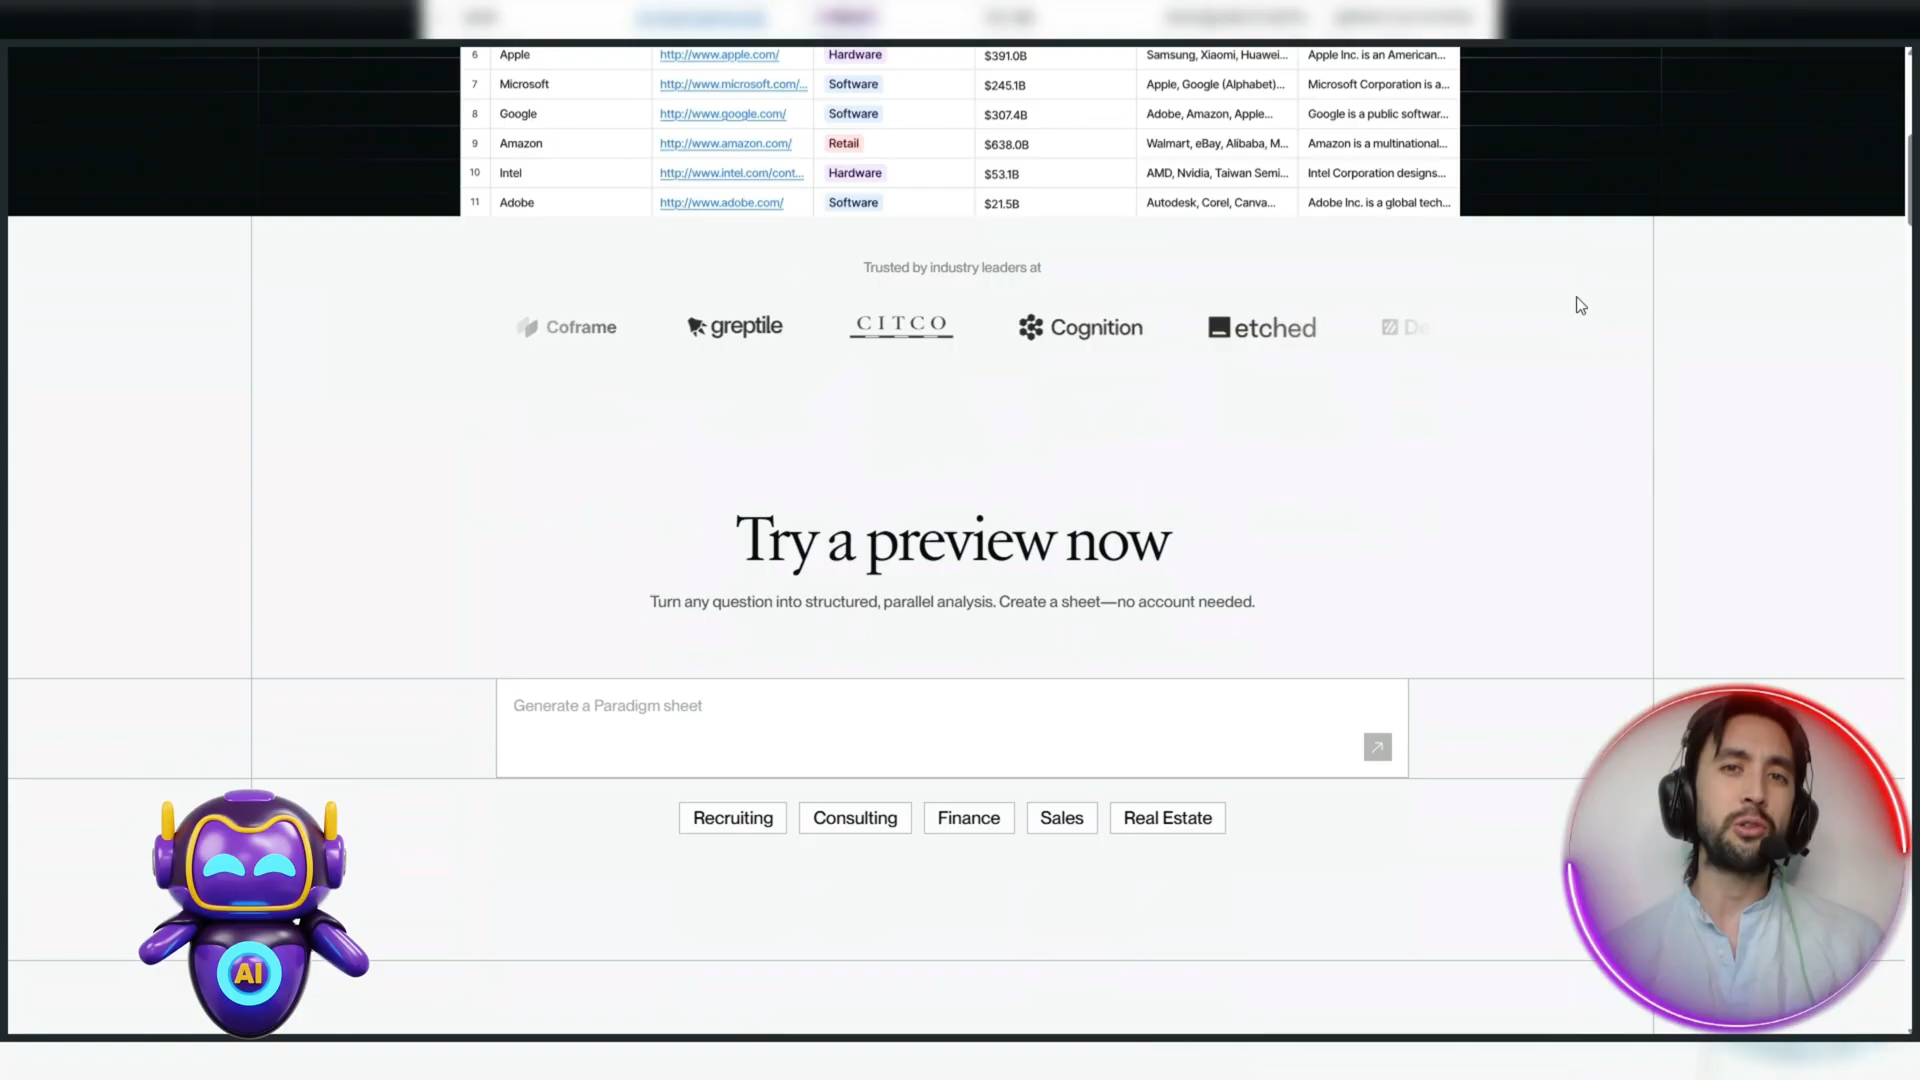 6 Apple http://www.apple.com/ Hardware $391.0B Samsung, Xiaomi, Huawei... Apple Inc. is an American...
7 Microsoft http://www.microsoft.com/... Software $245.1B Apple, Google (Alphabet)... Microsoft Corporation is a...
8 Google http://www.google.com/ Software $307.4B Adobe, Amazon, Apple... Google is a public softwar...
9 Amazon http://www.amazon.com/ Retail $638.0B Walmart, eBay, Alibaba, M... Amazon is a multinational...
10 Intel http://www.intel.com/cont... Hardware $53.1B AMD, Nvidia, Taiwan Semi... Intel Corporation designs...
11 Adobe http://www.adobe.com/ Software $21.5B Autodesk, Corel, Canva... Adobe Inc. is a global tech...
Trusted by industry leaders at
Coframe greptile CITCO Cognition etched De
Try a preview now
Turn any question into structured, parallel analysis. Create a sheet—no account needed.
Generate a Paradigm sheet
Recruiting Consulting Finance Sales Real Estate
AI